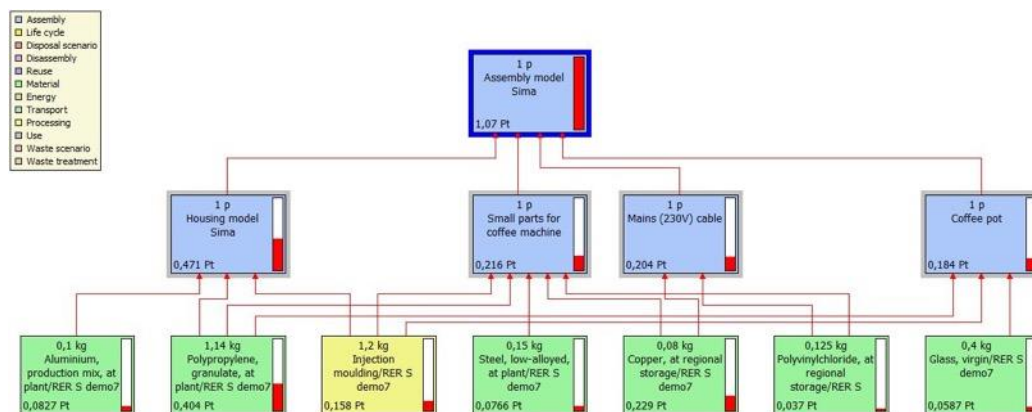 Assembly
Life cycle
Disposal scenario
Disassembly
Reuse
Material
Energy
Transport
Processing
Use
Waste scenario
Waste treatment
1 p
Assembly model
Sima
1,07 Pt
1 p
Housing model
Sima
0,471 Pt
1 p
Small parts for
coffee machine
0,216 Pt
1 p
Mains (230V) cable
0,204 Pt
1 p
Coffee pot
0,184 Pt
0,1 kg
Aluminium,
production mix, at
plant/RER S demo7
0,0827 Pt
1,14 kg
Polypropylene,
granulate, at
plant/RER S demo7
0,404 Pt
1,2 kg
Injection
moulding/RER S
demo7
0,158 Pt
0,15 kg
Steel, low-alloyed,
at plant/RER S
demo7
0,0766 Pt
0,08 kg
Copper, at regional
storage/RER S
demo7
0,229 Pt
0,125 kg
Polyvinylchloride, at
regional
storage/RER S
0,037 Pt
0,4 kg
Glass, virgin/RER S
demo7
0,0587 Pt